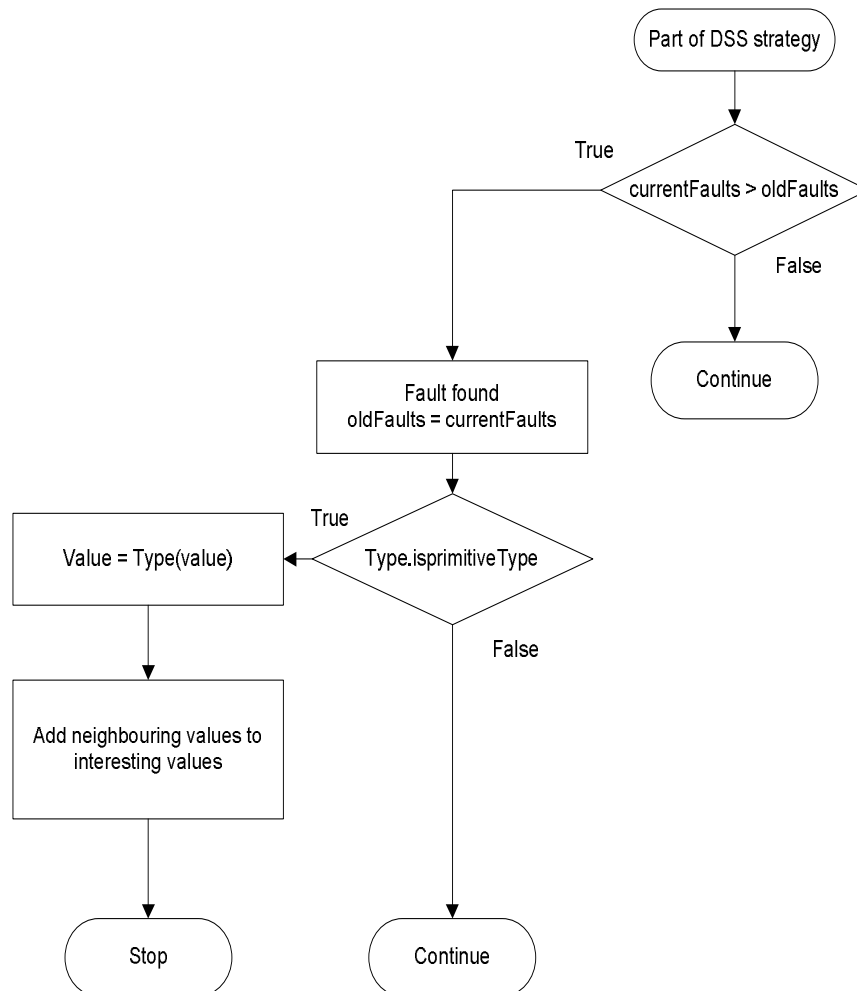 Part of DSS strategy
True
currentFaults > oldFaults
False
Continue
Fault found
oldFaults = currentFaults
True
Value = Type(value)
Type.isprimitiveType
False
Add neighbouring values to
interesting values
Stop
Continue